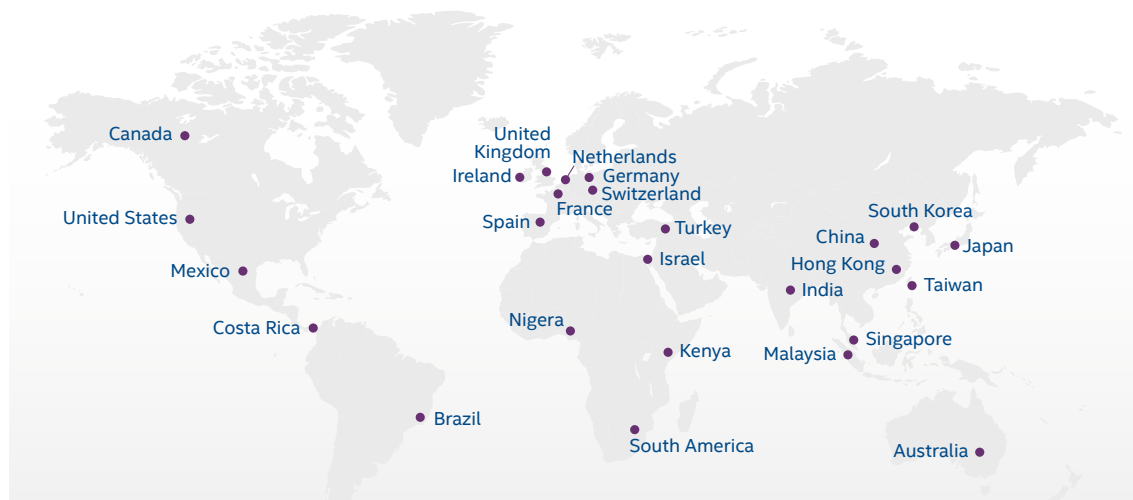 Canada
United States
Mexico
Costa Rica
Brazil
United
Kingdom
Ireland
Netherlands
Germany
Switzerland
France
Spain
Turkey
Israel
Nigera
Kenya
South America
South Korea
China
Japan
Hong Kong
Taiwan
India
Singapore
Malaysia
Australia